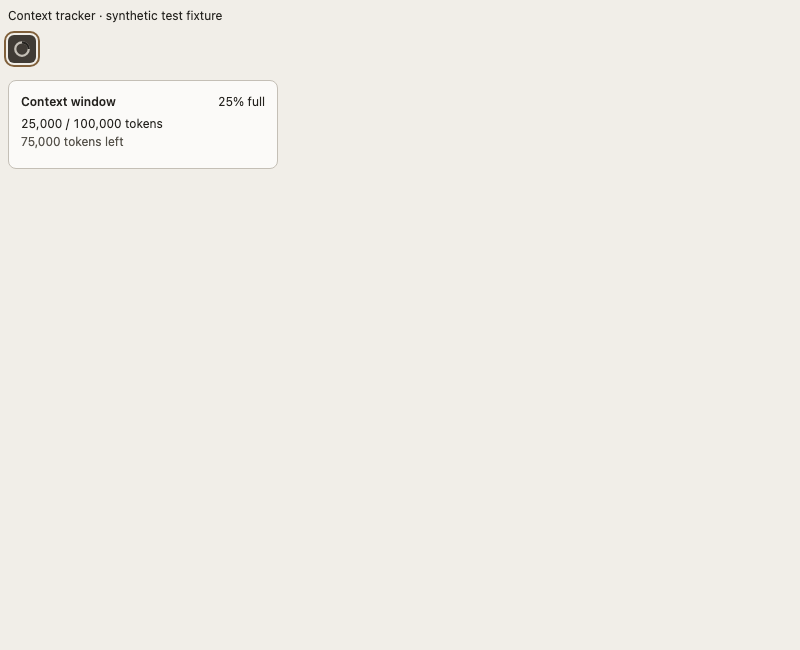 Context tracker · synthetic test fixture
Context window 25% full
25,000 / 100,000 tokens
75,000 tokens left